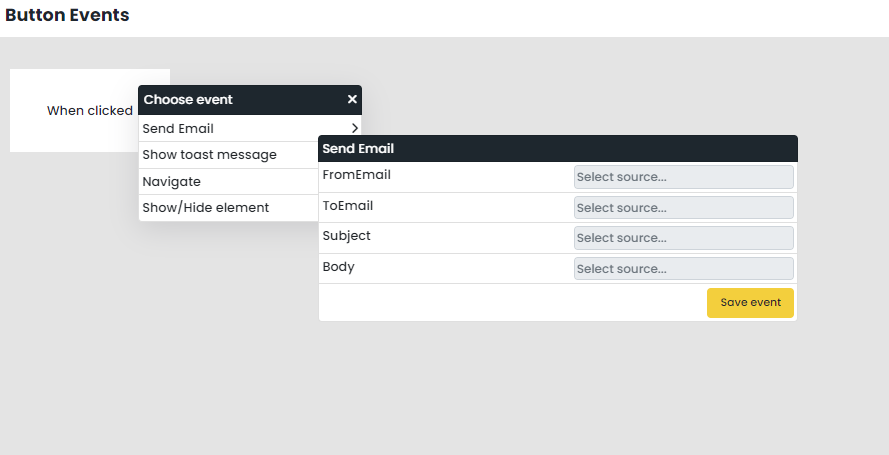 Button Events
When clicked
Choose event
Send Email
Show toast message
Navigate
Show/Hide element
Send Email
FromEmail Select source...
ToEmail Select source...
Subject Select source...
Body Select source...
Save event